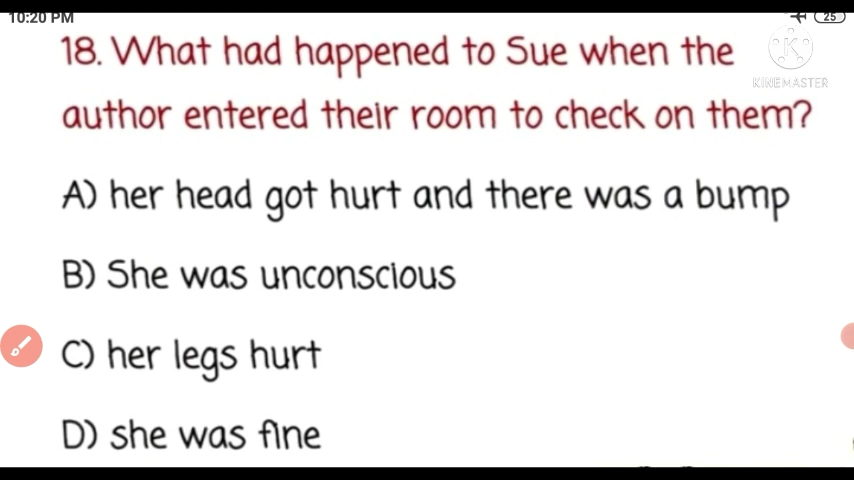 10:20 PM
25
KINEMASTER
18. What had happened to Sue when the
author entered their room to check on them?
A) her head got hurt and there was a bump
B) She was unconscious
C) her legs hurt
D) she was fine